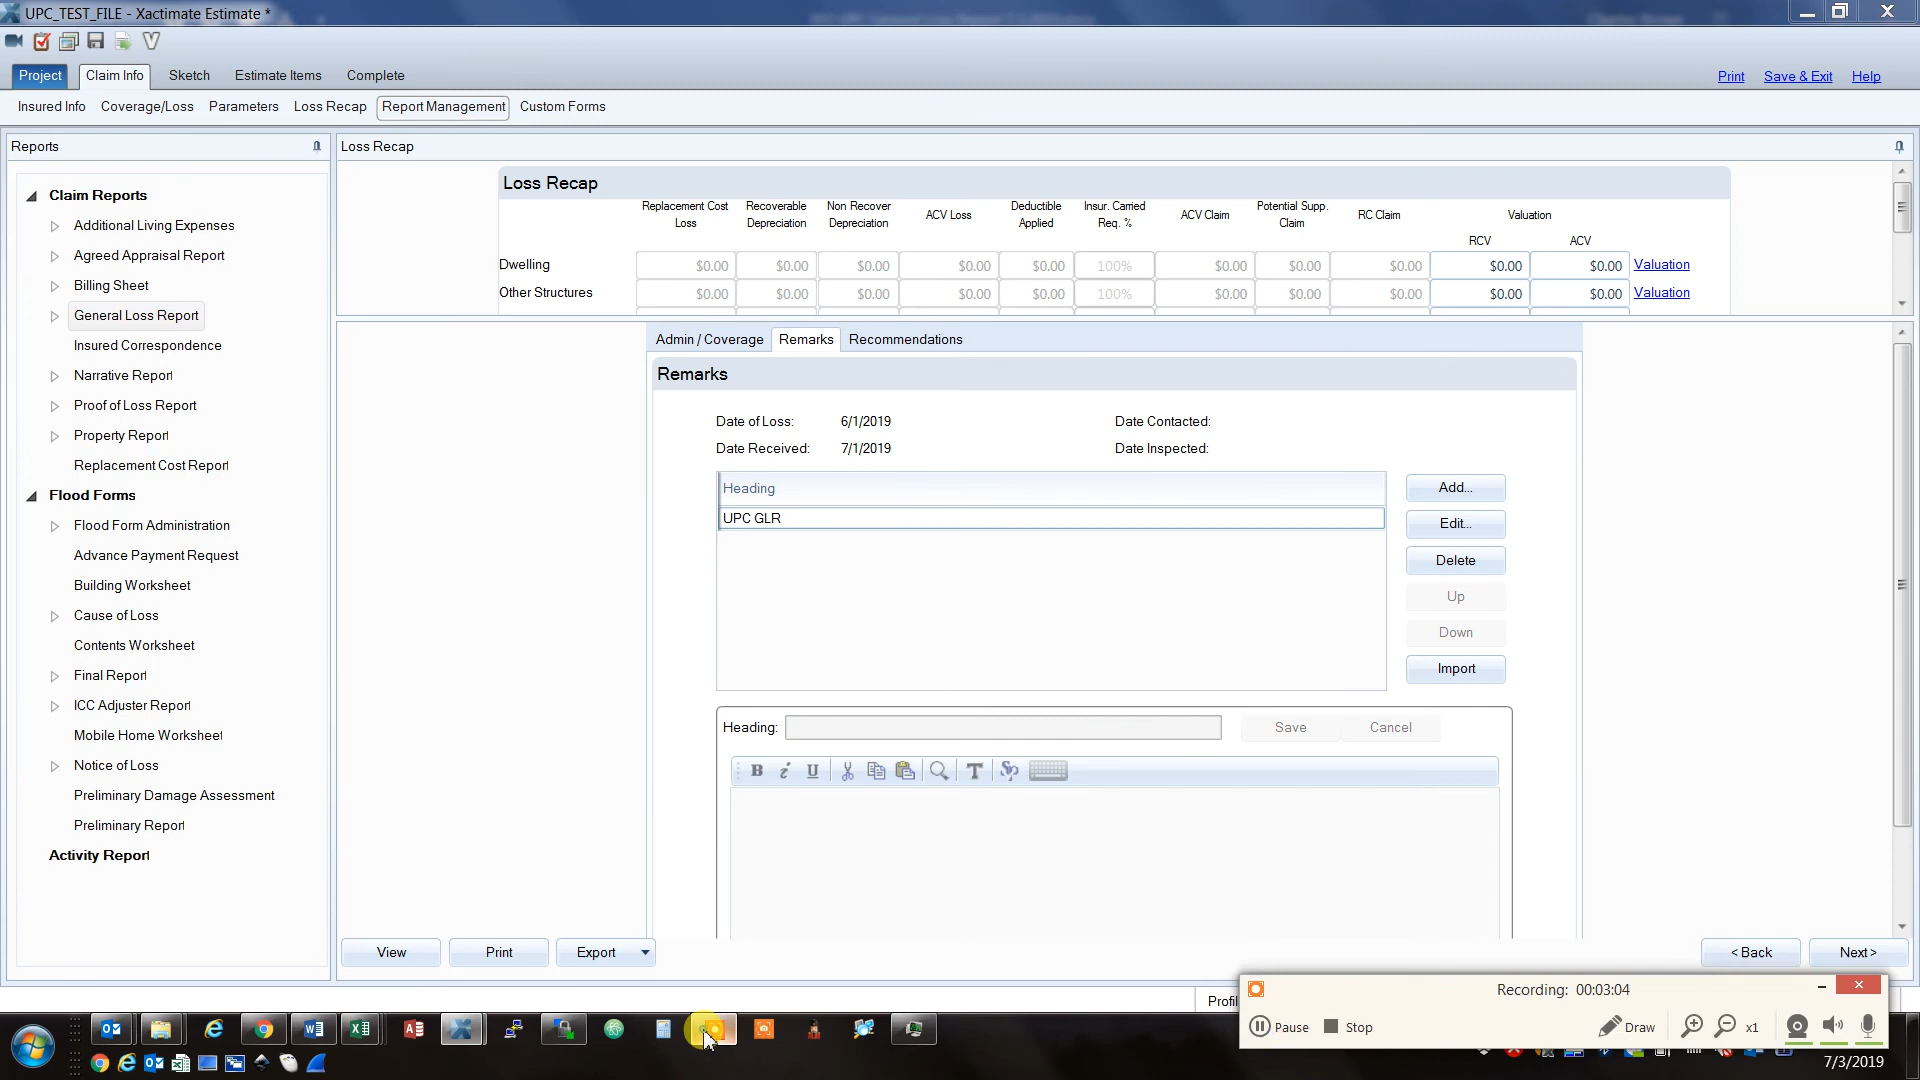 UPC_TEST_FILE - Xactimate Estimate *
Project Claim Info Sketch Estimate Items Complete
Print Save & Exit Help
Insured Info Coverage/Loss Parameters Loss Recap Report Management Custom Forms
Reports
Loss Recap
Claim Reports
Additional Living Expenses
Agreed Appraisal Report
Billing Sheet
General Loss Report
Insured Correspondence
Narrative Report
Proof of Loss Report
Property Report
Replacement Cost Report
Flood Forms
Flood Form Administration
Advance Payment Request
Building Worksheet
Cause of Loss
Contents Worksheet
Final Report
ICC Adjuster Report
Mobile Home Worksheet
Notice of Loss
Preliminary Damage Assessment
Preliminary Report
Activity Report
Loss Recap
Replacement Cost Loss Recoverable Depreciation Non Recover Depreciation ACV Loss Deductible Applied Insur. Carried Req. % ACV Claim Potential Supp. Claim RC Claim Valuation
RCV ACV
Dwelling $0.00 $0.00 $0.00 $0.00 $0.00 100% $0.00 $0.00 $0.00 $0.00 $0.00 Valuation
Other Structures $0.00 $0.00 $0.00 $0.00 $0.00 100% $0.00 $0.00 $0.00 $0.00 $0.00 Valuation
Admin / Coverage Remarks Recommendations
Remarks
Date of Loss: 6/1/2019 Date Contacted:
Date Received: 7/1/2019 Date Inspected:
Heading
UPC GLR
Add...
Edit...
Delete
Up
Down
Import
Heading: Save Cancel
B i U
View Print Export < Back Next >
Profil
Recording: 00:03:04
Pause Stop Draw x1
7/3/2019